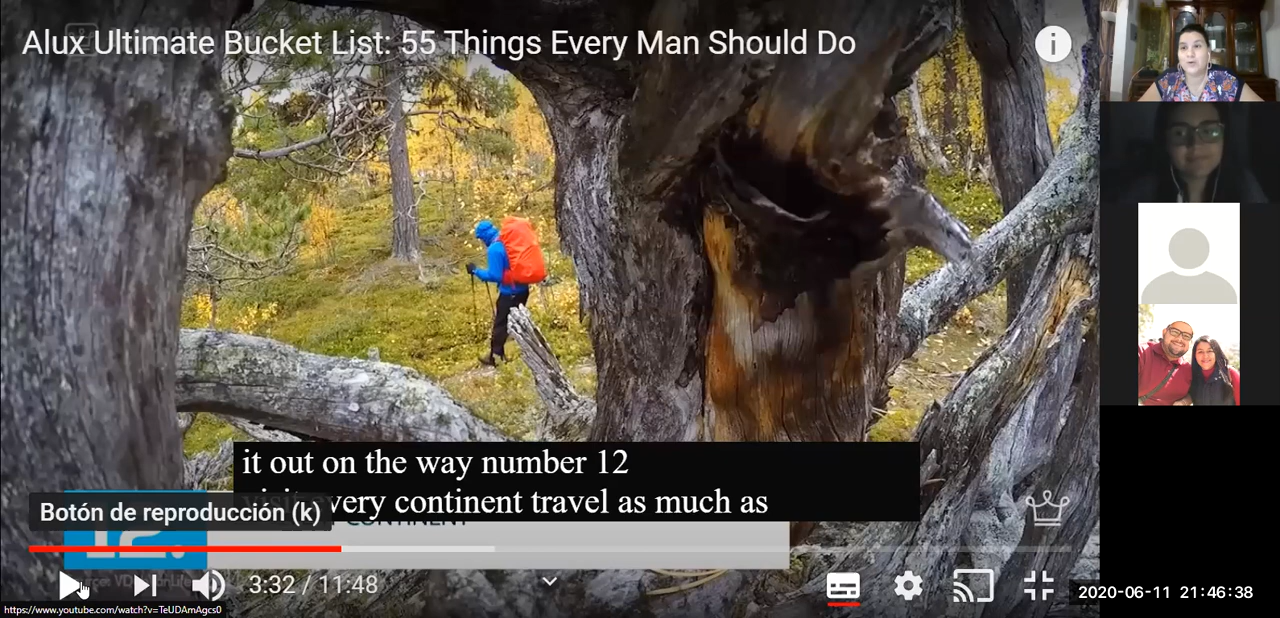 Alux Ultimate Bucket List: 55 Things Every Man Should Do
it out on the way number 12
every continent travel as much as
Botón de reproducción (k)
CONTINENT
12.
3:32 / 11:48
2020-06-11 21:46:38
https://www.youtube.com/watch?v=TeUDAmAgcs0